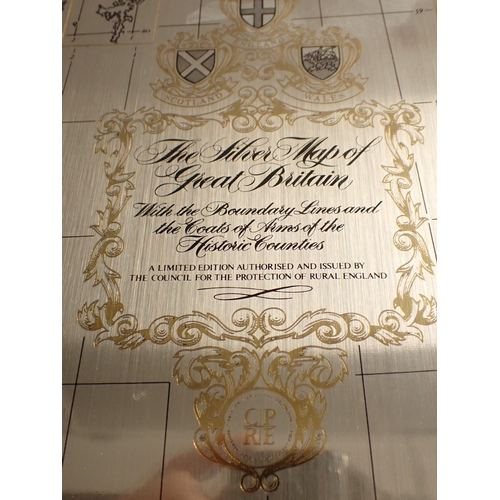 ENGLAND
SCOTLAND
WALES
The Silver Map of
Great Britain
With the Boundary Lines and
the Coats of Arms of the
Historic Counties
A LIMITED EDITION AUTHORISED AND ISSUED BY
THE COUNCIL FOR THE PROTECTION OF RURAL ENGLAND
CP
RE